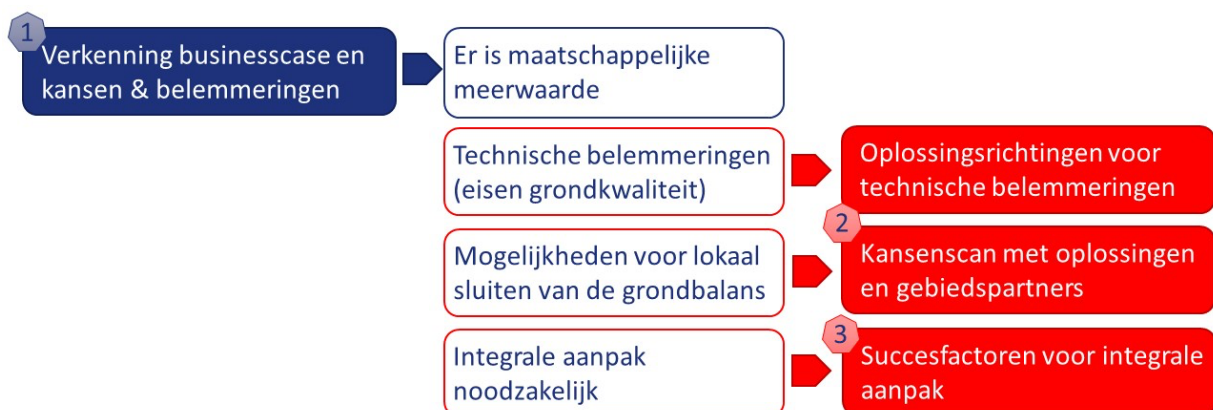 1
Verkenning businesscase en
kansen & belemmeringen
Er is maatschappelijke
meerwaarde
Technische belemmeringen
(eisen grondkwaliteit)
Oplossingsrichtingen voor
technische belemmeringen
Mogelijkheden voor lokaal
sluiten van de grondbalans
2
Kansenscan met oplossingen
en gebiedspartners
Integrale aanpak
noodzakelijk
3
Succesfactoren voor integrale
aanpak